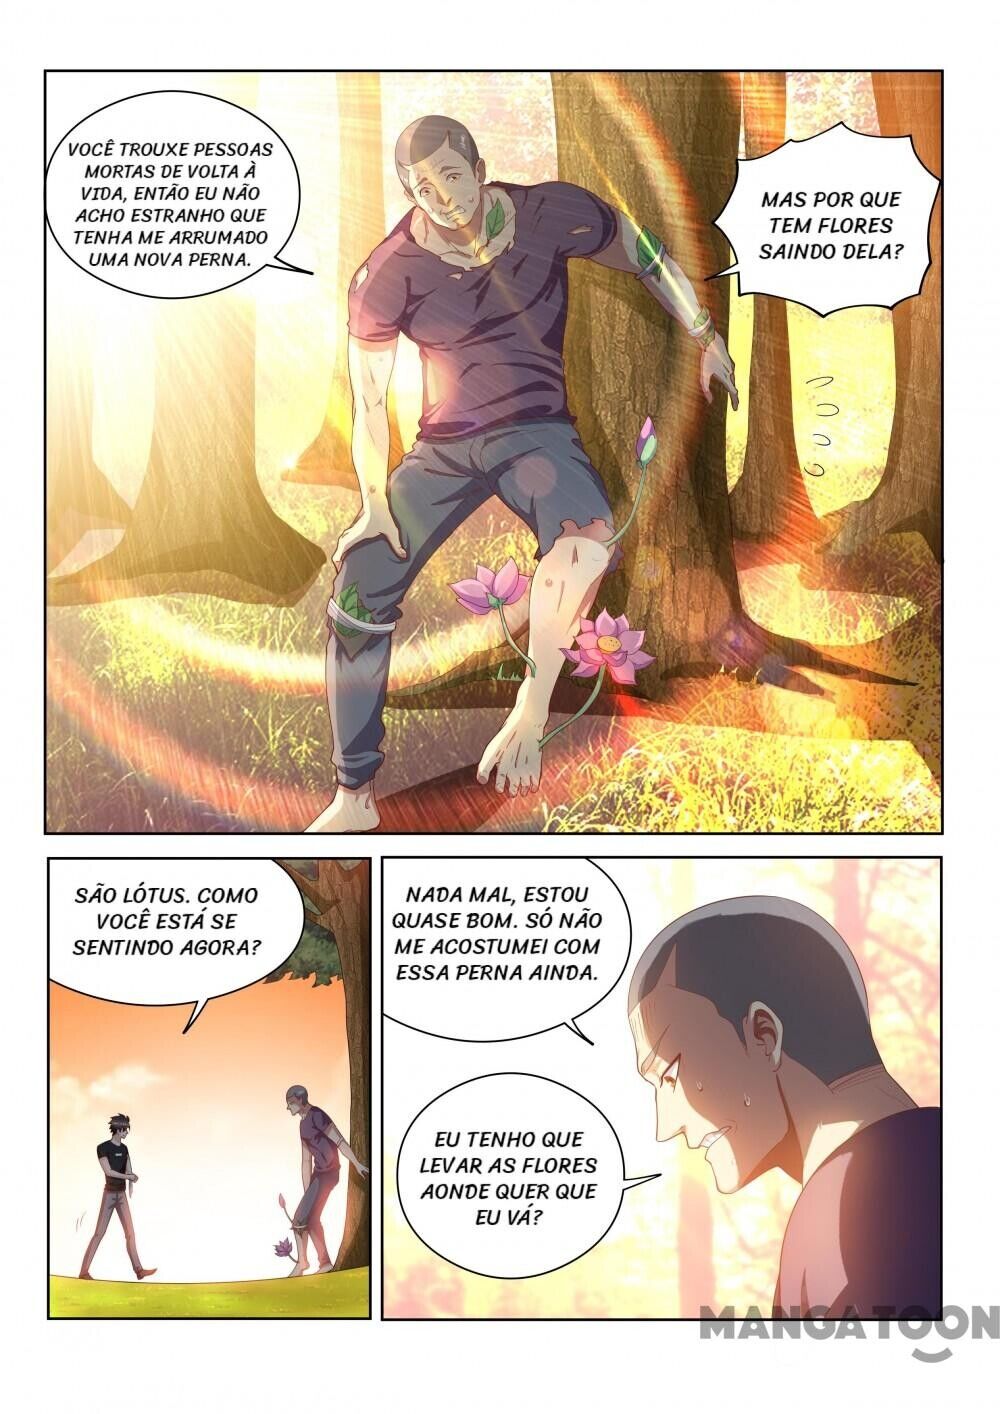 VOCÊ TROUXE PESSOAS
MORTAS DE VOLTA À
VIDA, ENTÃO EU NÃO
ACHO ESTRANHO QUE
TENHA ME ARRUMADO
UMA NOVA PERNA.
MAS POR QUE
TEM FLORES
SAINDO DELA?
SÃO LÓTUS. COMO
VOCÊ ESTÁ SE
SENTINDO AGORA?
NADA MAL, ESTOU
QUASE BOM. SÓ NÃO
ME ACOSTUMEI COM
ESSA PERNA AINDA.
EU TENHO QUE
LEVAR AS FLORES
AONDE QUER QUE
EU VÁ?
MANGATOON